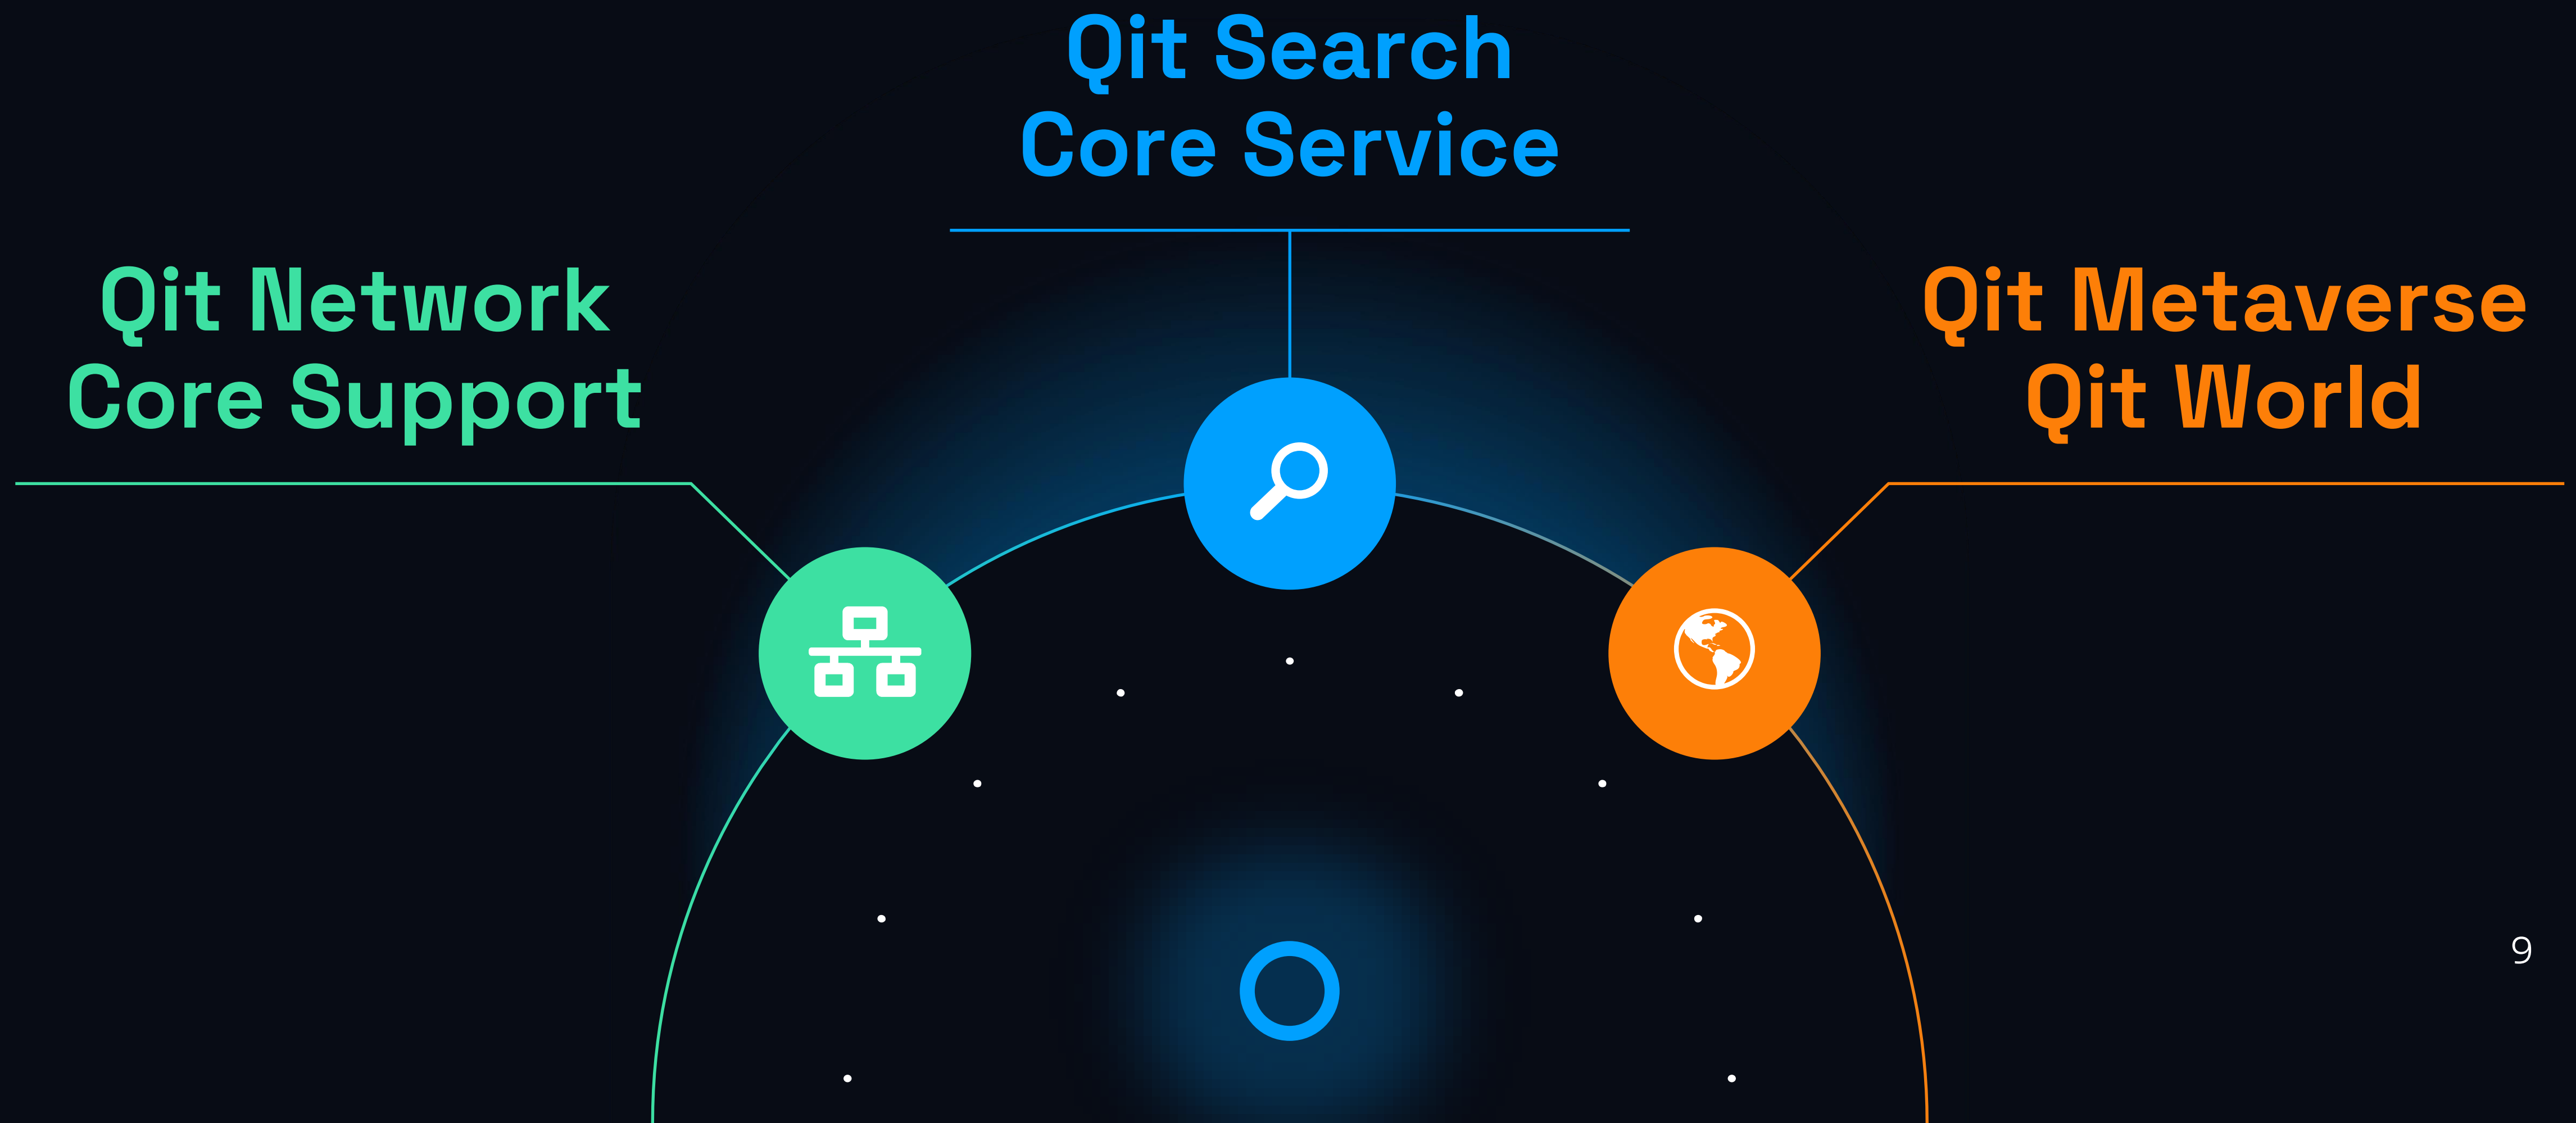 Qit Search
Core Service
Qit Network
Core Support
Qit Metaverse
Qit World
9